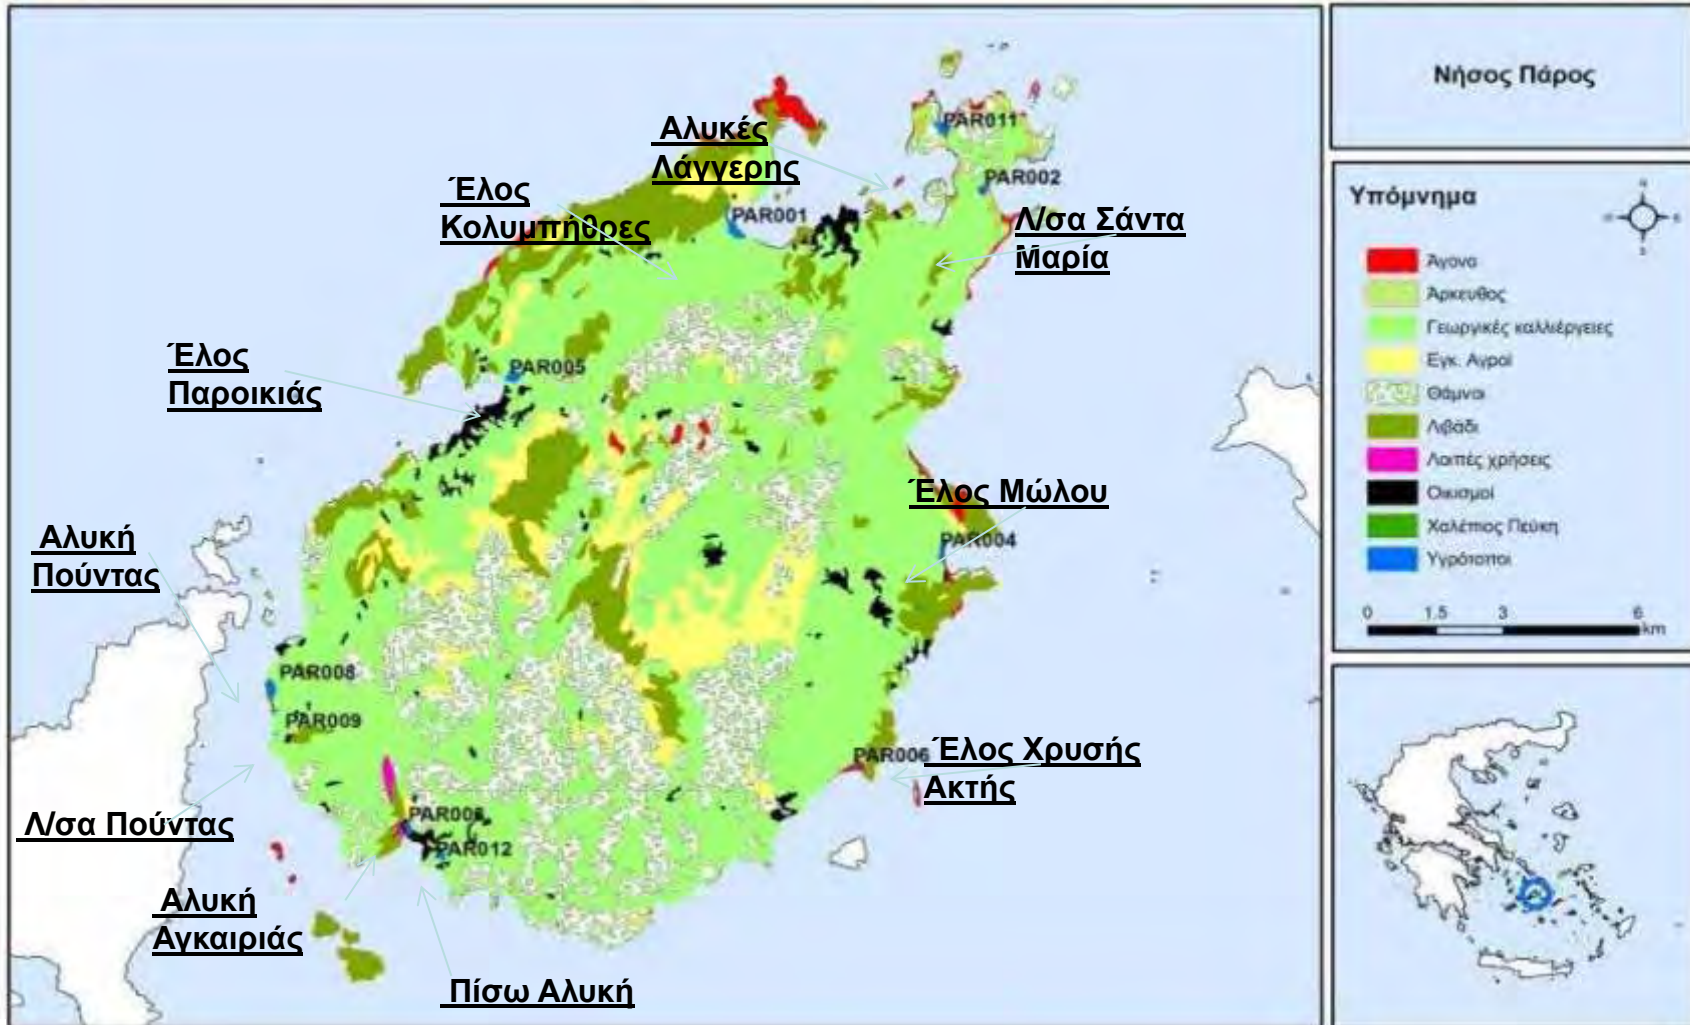 Νήσος Πάρος
Αλυκές
Λάγγερης
Έλος
Κολυμπήθρες
PAR011
PAR002
PAR001
Λ/σα Σάντα
Μαρία
Έλος
Παροικιάς
PAR005
Έλος Μώλου
PAR004
Αλυκή
Πούντας
PAR008
PAR009
PAR006
Έλος Χρυσής
Ακτής
Λ/σα Πούντας
PAR012
Αλυκή
Αγκαιριάς
Πίσω Αλυκή
Υπόμνημα
Άγονα
Άρκευθος
Γεωργικές καλλιέργειες
Εγκ. Αγροί
Θάμνοι
Λιβάδι
Λοιπές χρήσεις
Οικισμοί
Χαλέπιος Πεύκη
Υγρότοποι
0 1.5 3 6
km